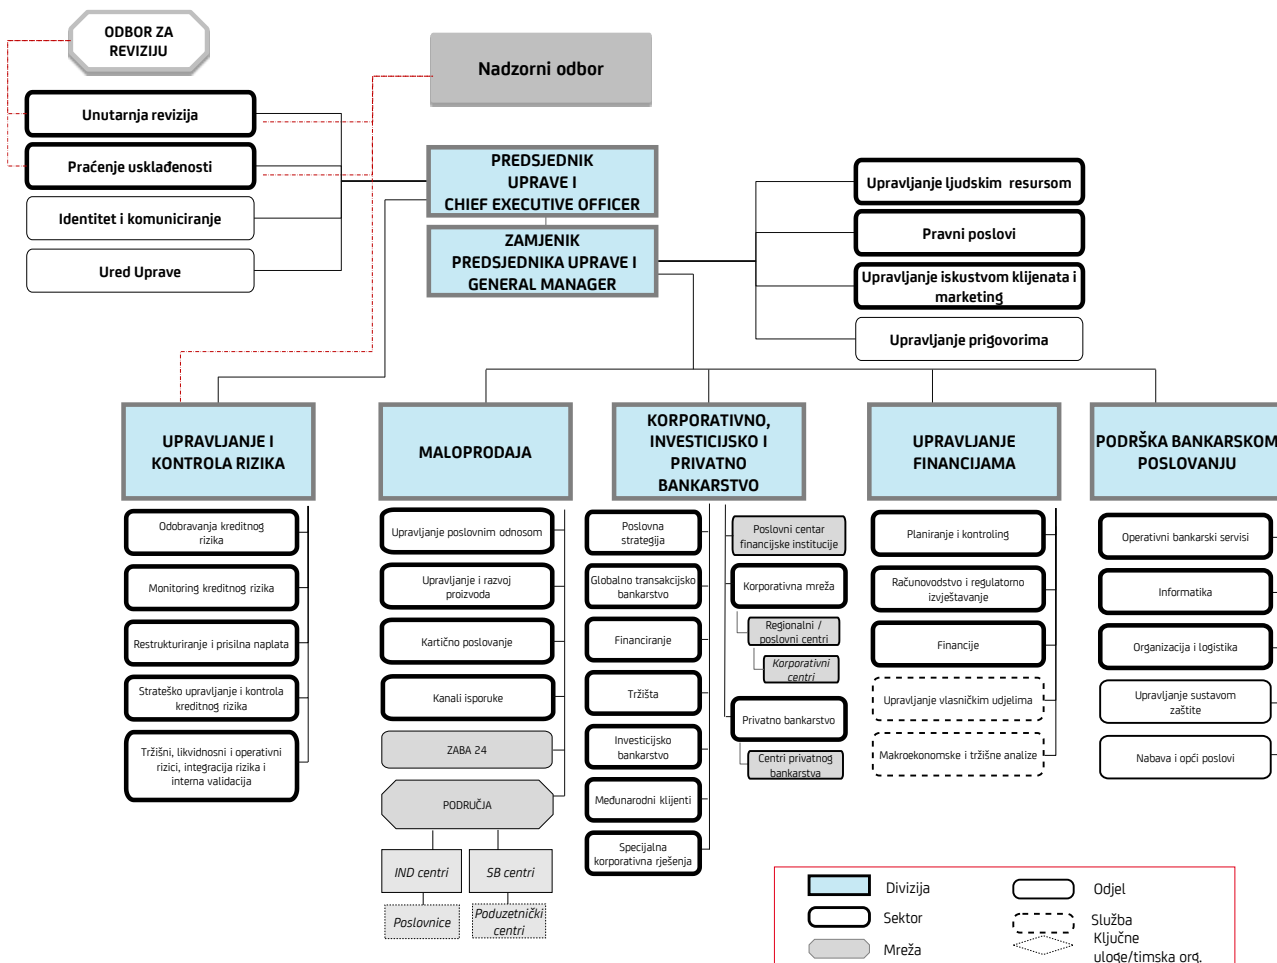 ODBOR ZA
REVIZIJU
Nadzorni odbor
Unutarnja revizija
Praćenje usklađenosti
Identitet i komuniciranje
Ured Uprave
PREDSJEDNIK
UPRAVE I
CHIEF EXECUTIVE OFFICER
ZAMJENIK
PREDSJEDNIKA UPRAVE I
GENERAL MANAGER
Upravljanje ljudskim resursom
Pravni poslovi
Upravljanje iskustvom klijenata i
marketing
Upravljanje prigovorima
UPRAVLJANJE I
KONTROLA RIZIKA
Odobravanja kreditnog
rizika
Monitoring kreditnog rizika
Restrukturiranje i prisilna naplata
Strateško upravljanje i kontrola
kreditnog rizika
Tržišni, likvidnosni i operativni
rizici, integracija rizika i
interna validacija
MALOPRODAJA
Upravljanje poslovnim odnosom
Upravljanje i razvoj
proizvoda
Kartično poslovanje
Kanali isporuke
ZABA 24
PODRUČJA
IND centri
SB centri
Poslovnice
Poduzetnički
centri
KORPORATIVNO,
INVESTICIJSKO I
PRIVATNO
BANKARSTVO
Poslovna
strategija
Globalno transakcijsko
bankarstvo
Financiranje
Tržišta
Investicijsko
bankarstvo
Međunarodni klijenti
Specijalna
korporativna rješenja
Poslovni centar
financijske institucije
Korporativna mreža
Regionalni /
poslovni centri
Korporativni
centri
Privatno bankarstvo
Centri privatnog
bankarstva
UPRAVLJANJE
FINANCIJAMA
Planiranje i kontroling
Računovodstvo i regulatorno
izvještavanje
Financije
Upravljanje vlasničkim udjelima
Makroekonomske i tržišne analize
PODRŠKA BANKARSKOM
POSLOVANJU
Operativni bankarski servisi
Informatika
Organizacija i logistika
Upravljanje sustavom
zaštite
Nabava i opći poslovi
Divizija
Sektor
Mreža
Odjel
Služba
Ključne
uloge/timska org.